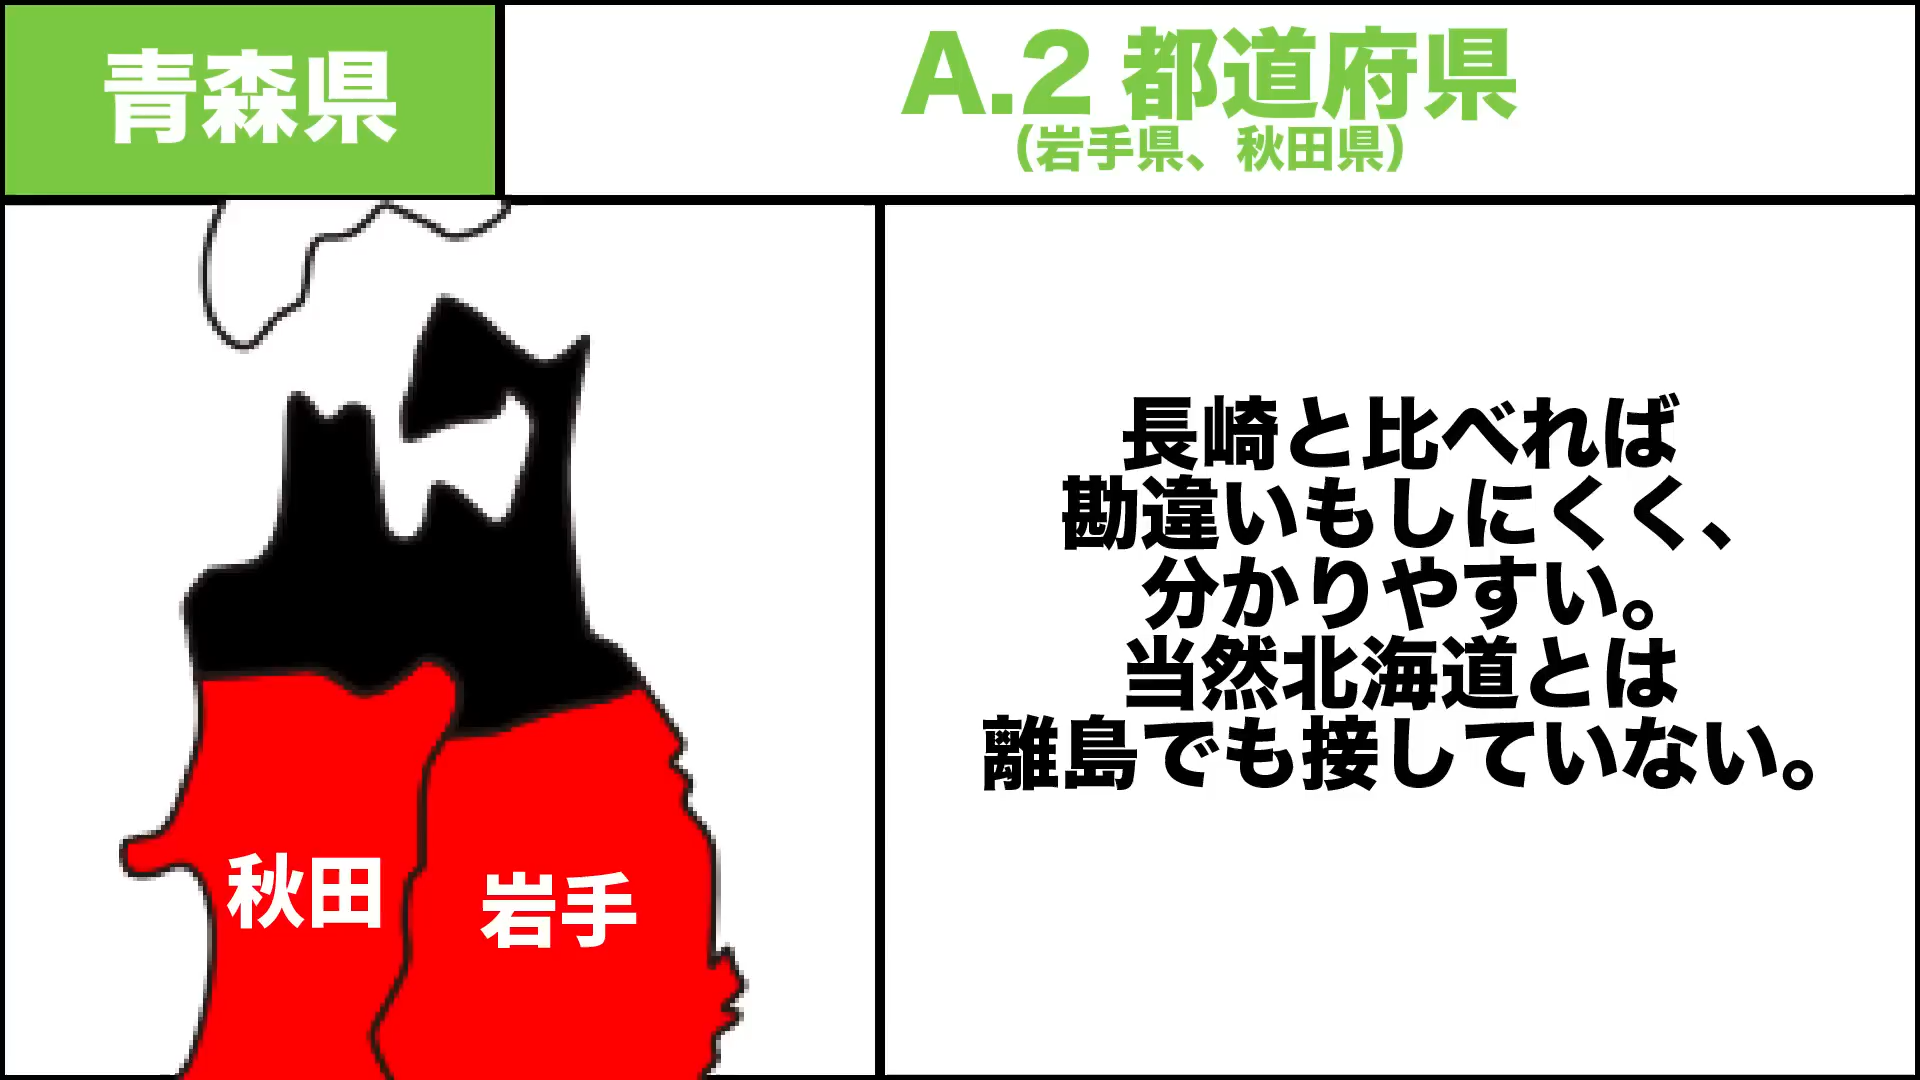 青森県
A.2 都道府県
(岩手県、秋田県)
長崎と比べれば
勘違いもしにくく、
分かりやすい。
当然北海道とは
離島でも接していない。
秋田
岩手